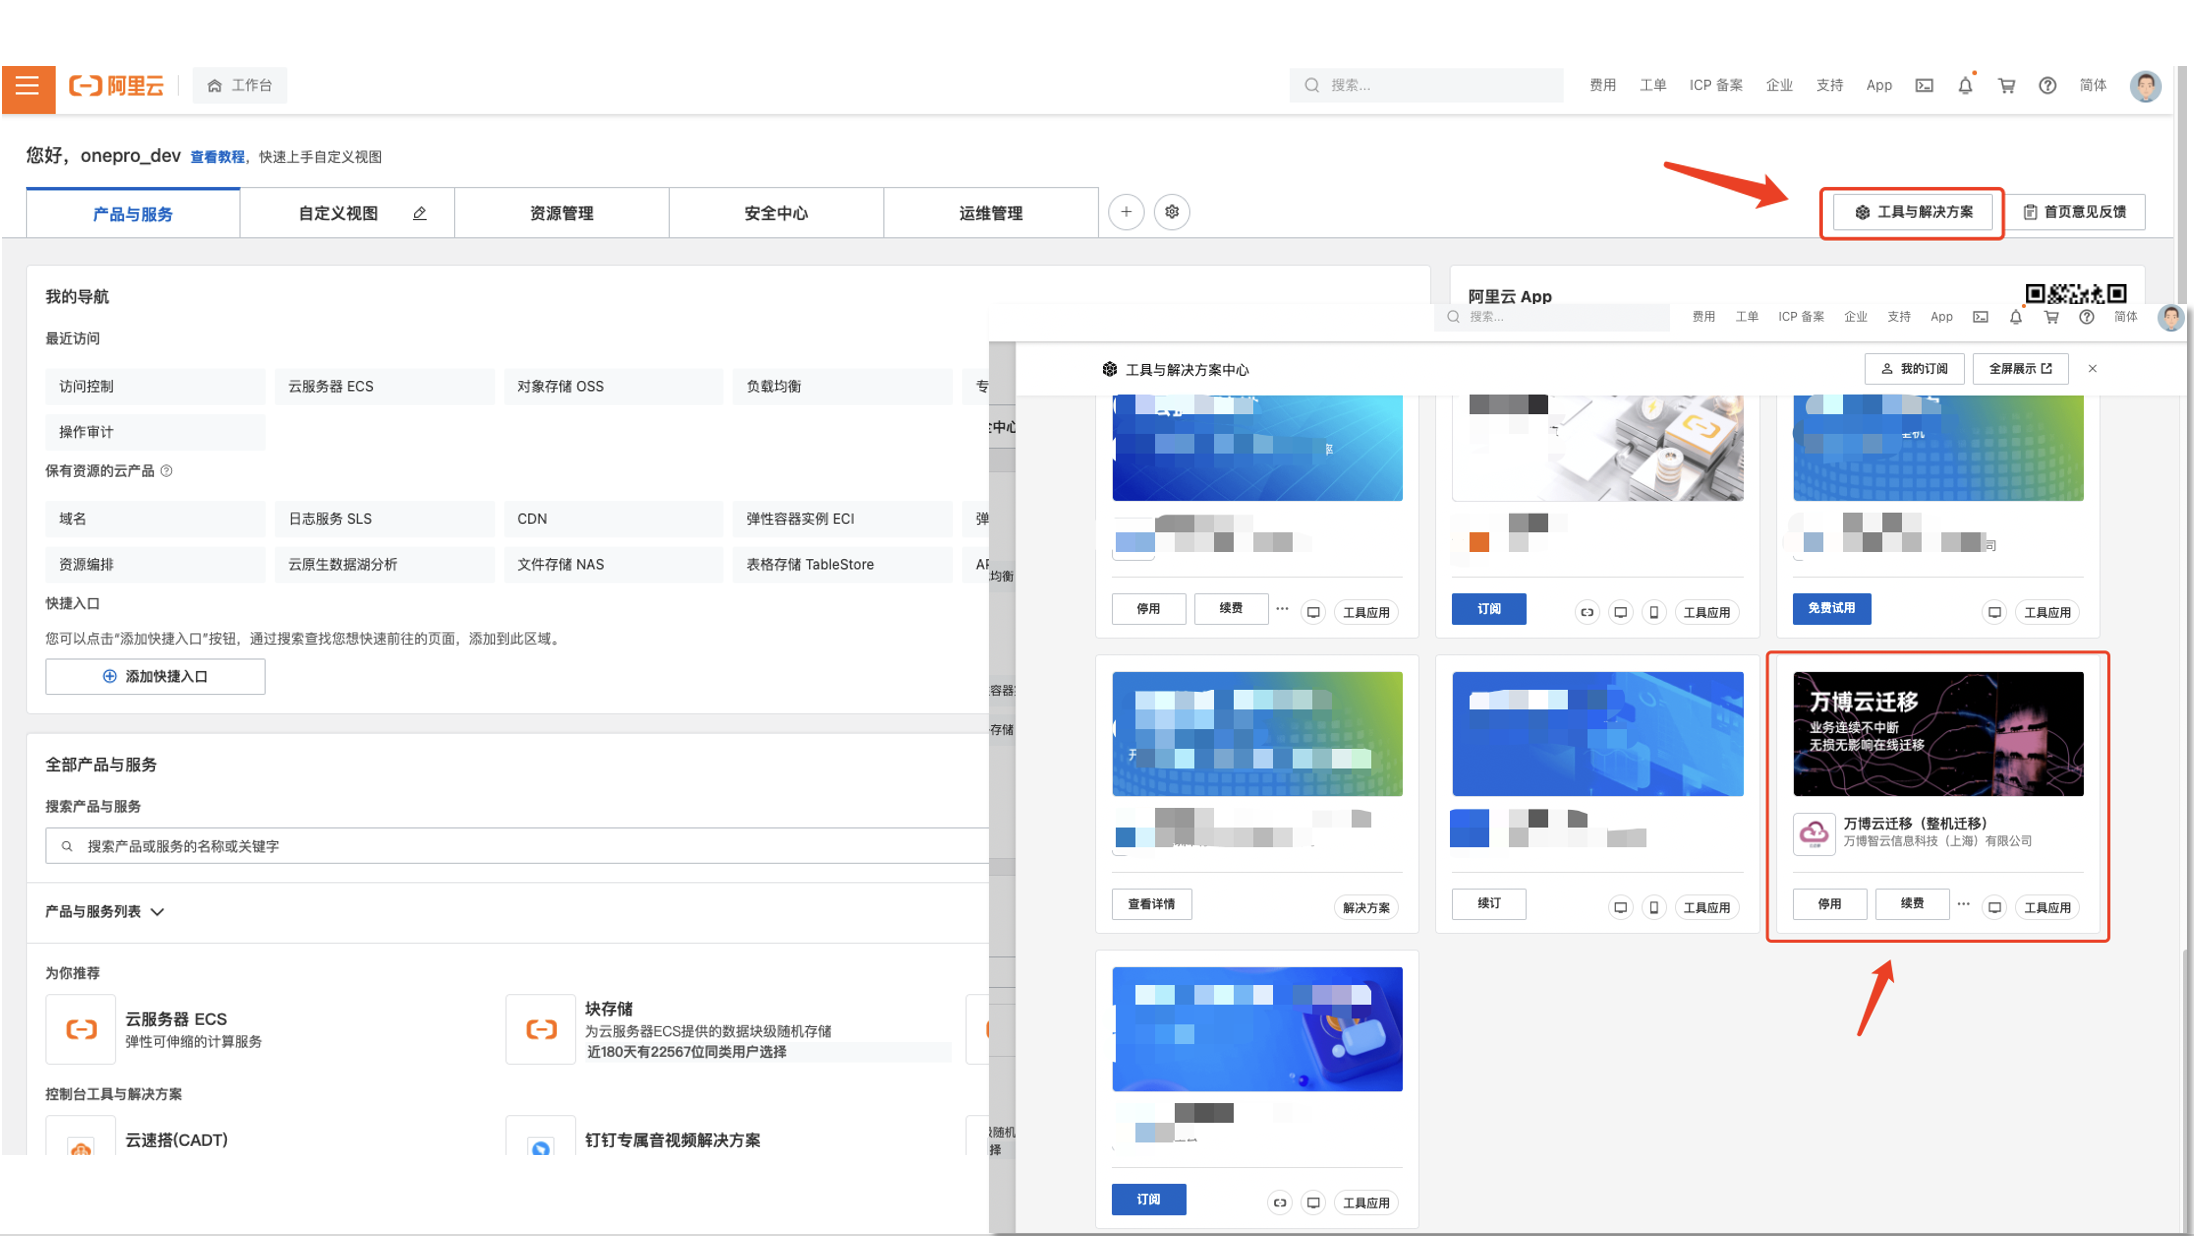 阿里云
工作台
搜索...
费用
工单
ICP 备案
企业
支持
App
简体
您好，onepro_dev 查看教程，快速上手自定义视图
产品与服务
自定义视图
资源管理
安全中心
运维管理
工具与解决方案
首页意见反馈
我的导航
最近访问
访问控制
云服务器 ECS
对象存储 OSS
负载均衡
专
操作审计
保有资源的云产品
域名
日志服务 SLS
CDN
弹性容器实例 ECI
弹
资源编排
云原生数据湖分析
文件存储 NAS
表格存储 TableStore
快捷入口
您可以点击“添加快捷入口”按钮，通过搜索查找您想快速前往的页面，添加到此区域。
添加快捷入口
全部产品与服务
搜索产品与服务
搜索产品或服务的名称或关键字
产品与服务列表
为你推荐
云服务器 ECS
弹性可伸缩的计算服务
块存储
为云服务器ECS提供的数据块级随机存储
近180天有22567位同类用户选择
控制台工具与解决方案
云速搭(CADT)
钉钉专属音视频解决方案
阿里云 App
搜索...
费用
工单
ICP 备案
企业
支持
App
简体
工具与解决方案中心
我的订阅
全屏展示
停用
续费
工具应用
订阅
工具应用
免费试用
工具应用
查看详情
解决方案
续订
工具应用
万博云迁移
业务连续不中断
无损无影响在线迁移
万博云迁移（整机迁移）
万博智云信息科技（上海）有限公司
停用
续费
工具应用
订阅
工具应用